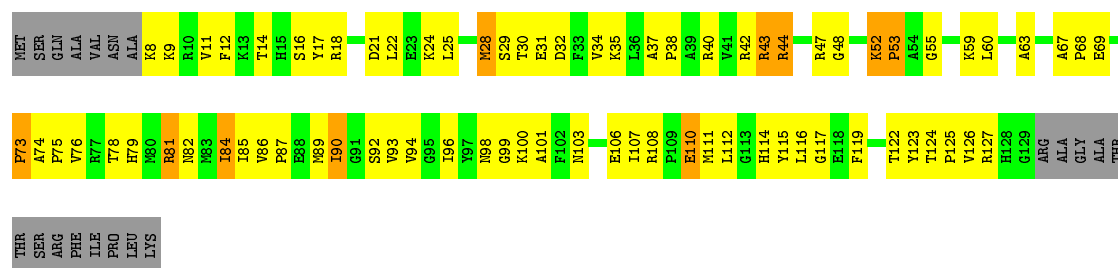 MET SER GLN ALA VAL ASN ALA K8 K9 R10 V11 F12 K13 T14 H15 S16 Y17 R18 D21 L22 E23 K24 L25 M28 S29 T30 E31 D32 F33 V34 K35 L36 A37 P38 A39 R40 V41 R42 R43 R44 R47 G48 K52 P53 A54 G55 K59 L60 A63 A67 P68 E69
P73 A74 P75 V76 R77 T78 H79 M80 R81 N82 M83 I84 I85 V86 P87 E88 M89 I90 G91 S92 V93 V94 G95 I96 Y97 N98 G99 K100 A101 F102 N103 E106 I107 R108 P109 E110 M111 L112 G113 H114 Y115 L116 G117 E118 F119 T122 Y123 T124 P125 V126 R127 H128 G129 ARG ALA GLY ALA THR
THR SER ARG PHE ILE PRO LEU LYS